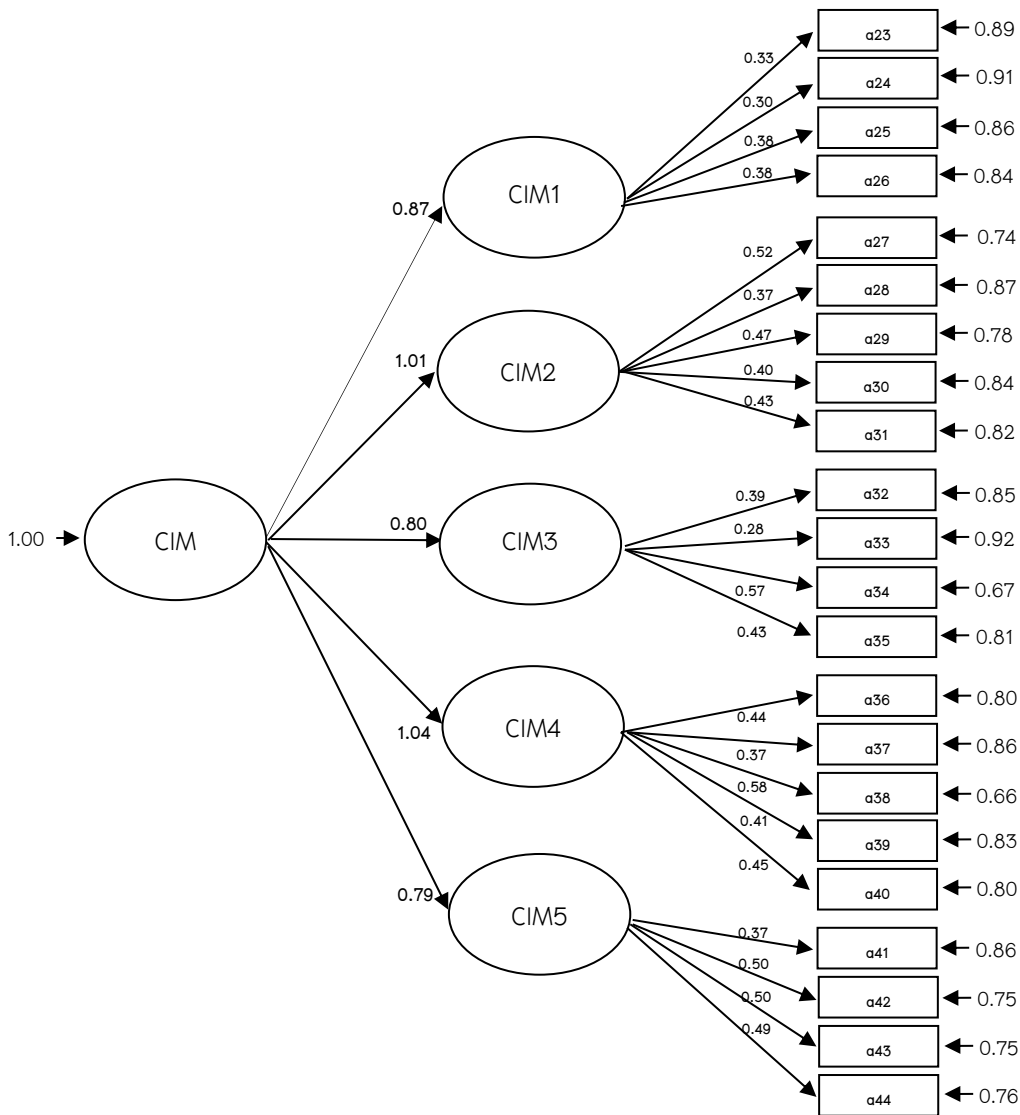 a23
0.89
0.33
a24
0.91
0.30
a25
0.86
0.38
a26
0.84
0.38
CIM1
0.87
a27
0.74
0.52
a28
0.87
0.37
a29
0.78
0.47
a30
0.84
0.40
a31
0.82
0.43
CIM2
1.01
a32
0.85
0.39
a33
0.92
0.28
a34
0.67
0.57
a35
0.81
0.43
CIM3
0.80
1.00
CIM
a36
0.80
0.44
a37
0.86
0.37
a38
0.66
0.58
a39
0.83
0.41
a40
0.80
0.45
CIM4
1.04
0.79
CIM5
a41
0.86
0.37
a42
0.75
0.50
a43
0.75
0.50
a44
0.76
0.49